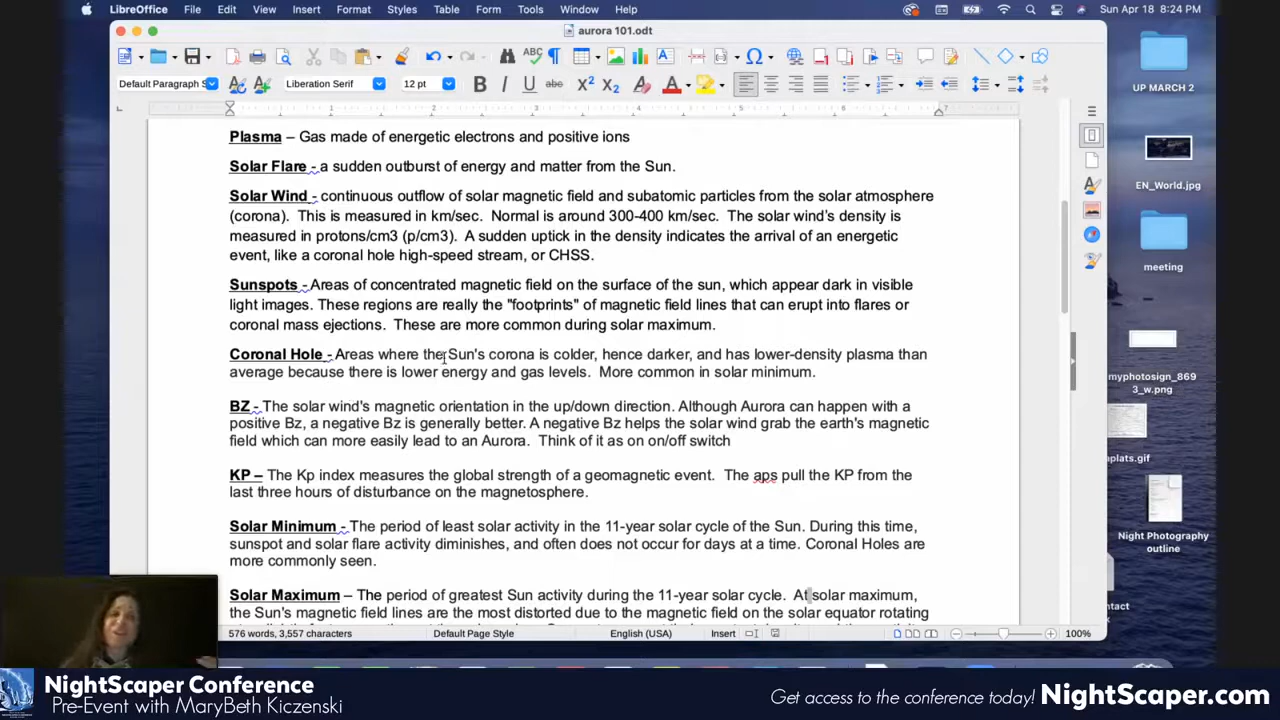 LibreOffice File Edit View Insert Format Styles Table Form Tools Window Help Sun Apr 18 8:24 PM
aurora 101.odt
Default Paragraph S Liberation Serif 12 pt
1 2 3 4 5 6 7
Plasma – Gas made of energetic electrons and positive ions
Solar Flare - a sudden outburst of energy and matter from the Sun.
Solar Wind - continuous outflow of solar magnetic field and subatomic particles from the solar atmosphere
(corona). This is measured in km/sec. Normal is around 300-400 km/sec. The solar wind's density is
measured in protons/cm3 (p/cm3). A sudden uptick in the density indicates the arrival of an energetic
event, like a coronal hole high-speed stream, or CHSS.
Sunspots - Areas of concentrated magnetic field on the surface of the sun, which appear dark in visible
light images. These regions are really the "footprints" of magnetic field lines that can erupt into flares or
coronal mass ejections. These are more common during solar maximum.
Coronal Hole - Areas where the Sun's corona is colder, hence darker, and has lower-density plasma than
average because there is lower energy and gas levels. More common in solar minimum.
BZ - The solar wind's magnetic orientation in the up/down direction. Although Aurora can happen with a
positive Bz, a negative Bz is generally better. A negative Bz helps the solar wind grab the earth's magnetic
field which can more easily lead to an Aurora. Think of it as on on/off switch
KP – The Kp index measures the global strength of a geomagnetic event. The aps pull the KP from the
last three hours of disturbance on the magnetosphere.
Solar Minimum - The period of least solar activity in the 11-year solar cycle of the Sun. During this time,
sunspot and solar flare activity diminishes, and often does not occur for days at a time. Coronal Holes are
more commonly seen.
Solar Maximum – The period of greatest Sun activity during the 11-year solar cycle. At solar maximum,
the Sun's magnetic field lines are the most distorted due to the magnetic field on the solar equator rotating
576 words, 3,557 characters Default Page Style English (USA) Insert 100%
UP MARCH 2
EN_World.jpg
meeting
myphotosign_869
3_w.png
plats.gif
Night Photography
outline
tact
NightScaper Conference
Pre-Event with MaryBeth Kiczenski
Get access to the conference today! NightScaper.com